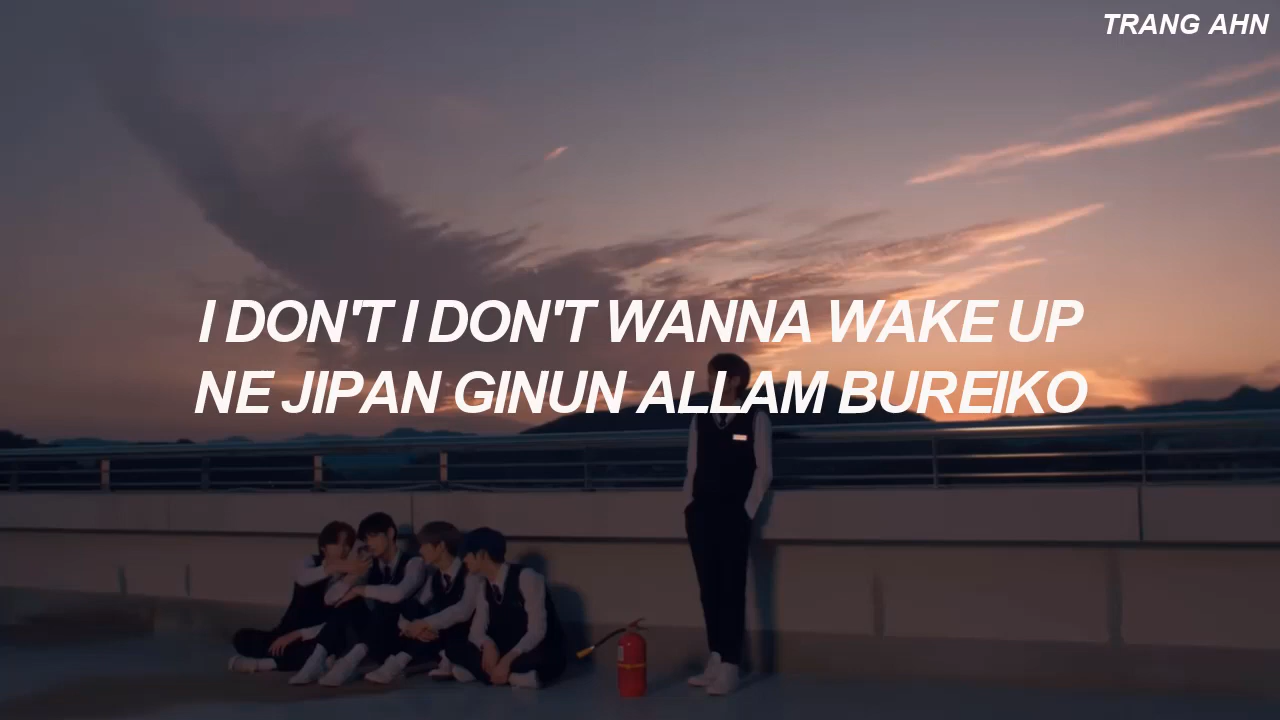 TRANG AHN
I DON'T I DON'T WANNA WAKE UP
NE JIPAN GINUN ALLAM BUREIKO